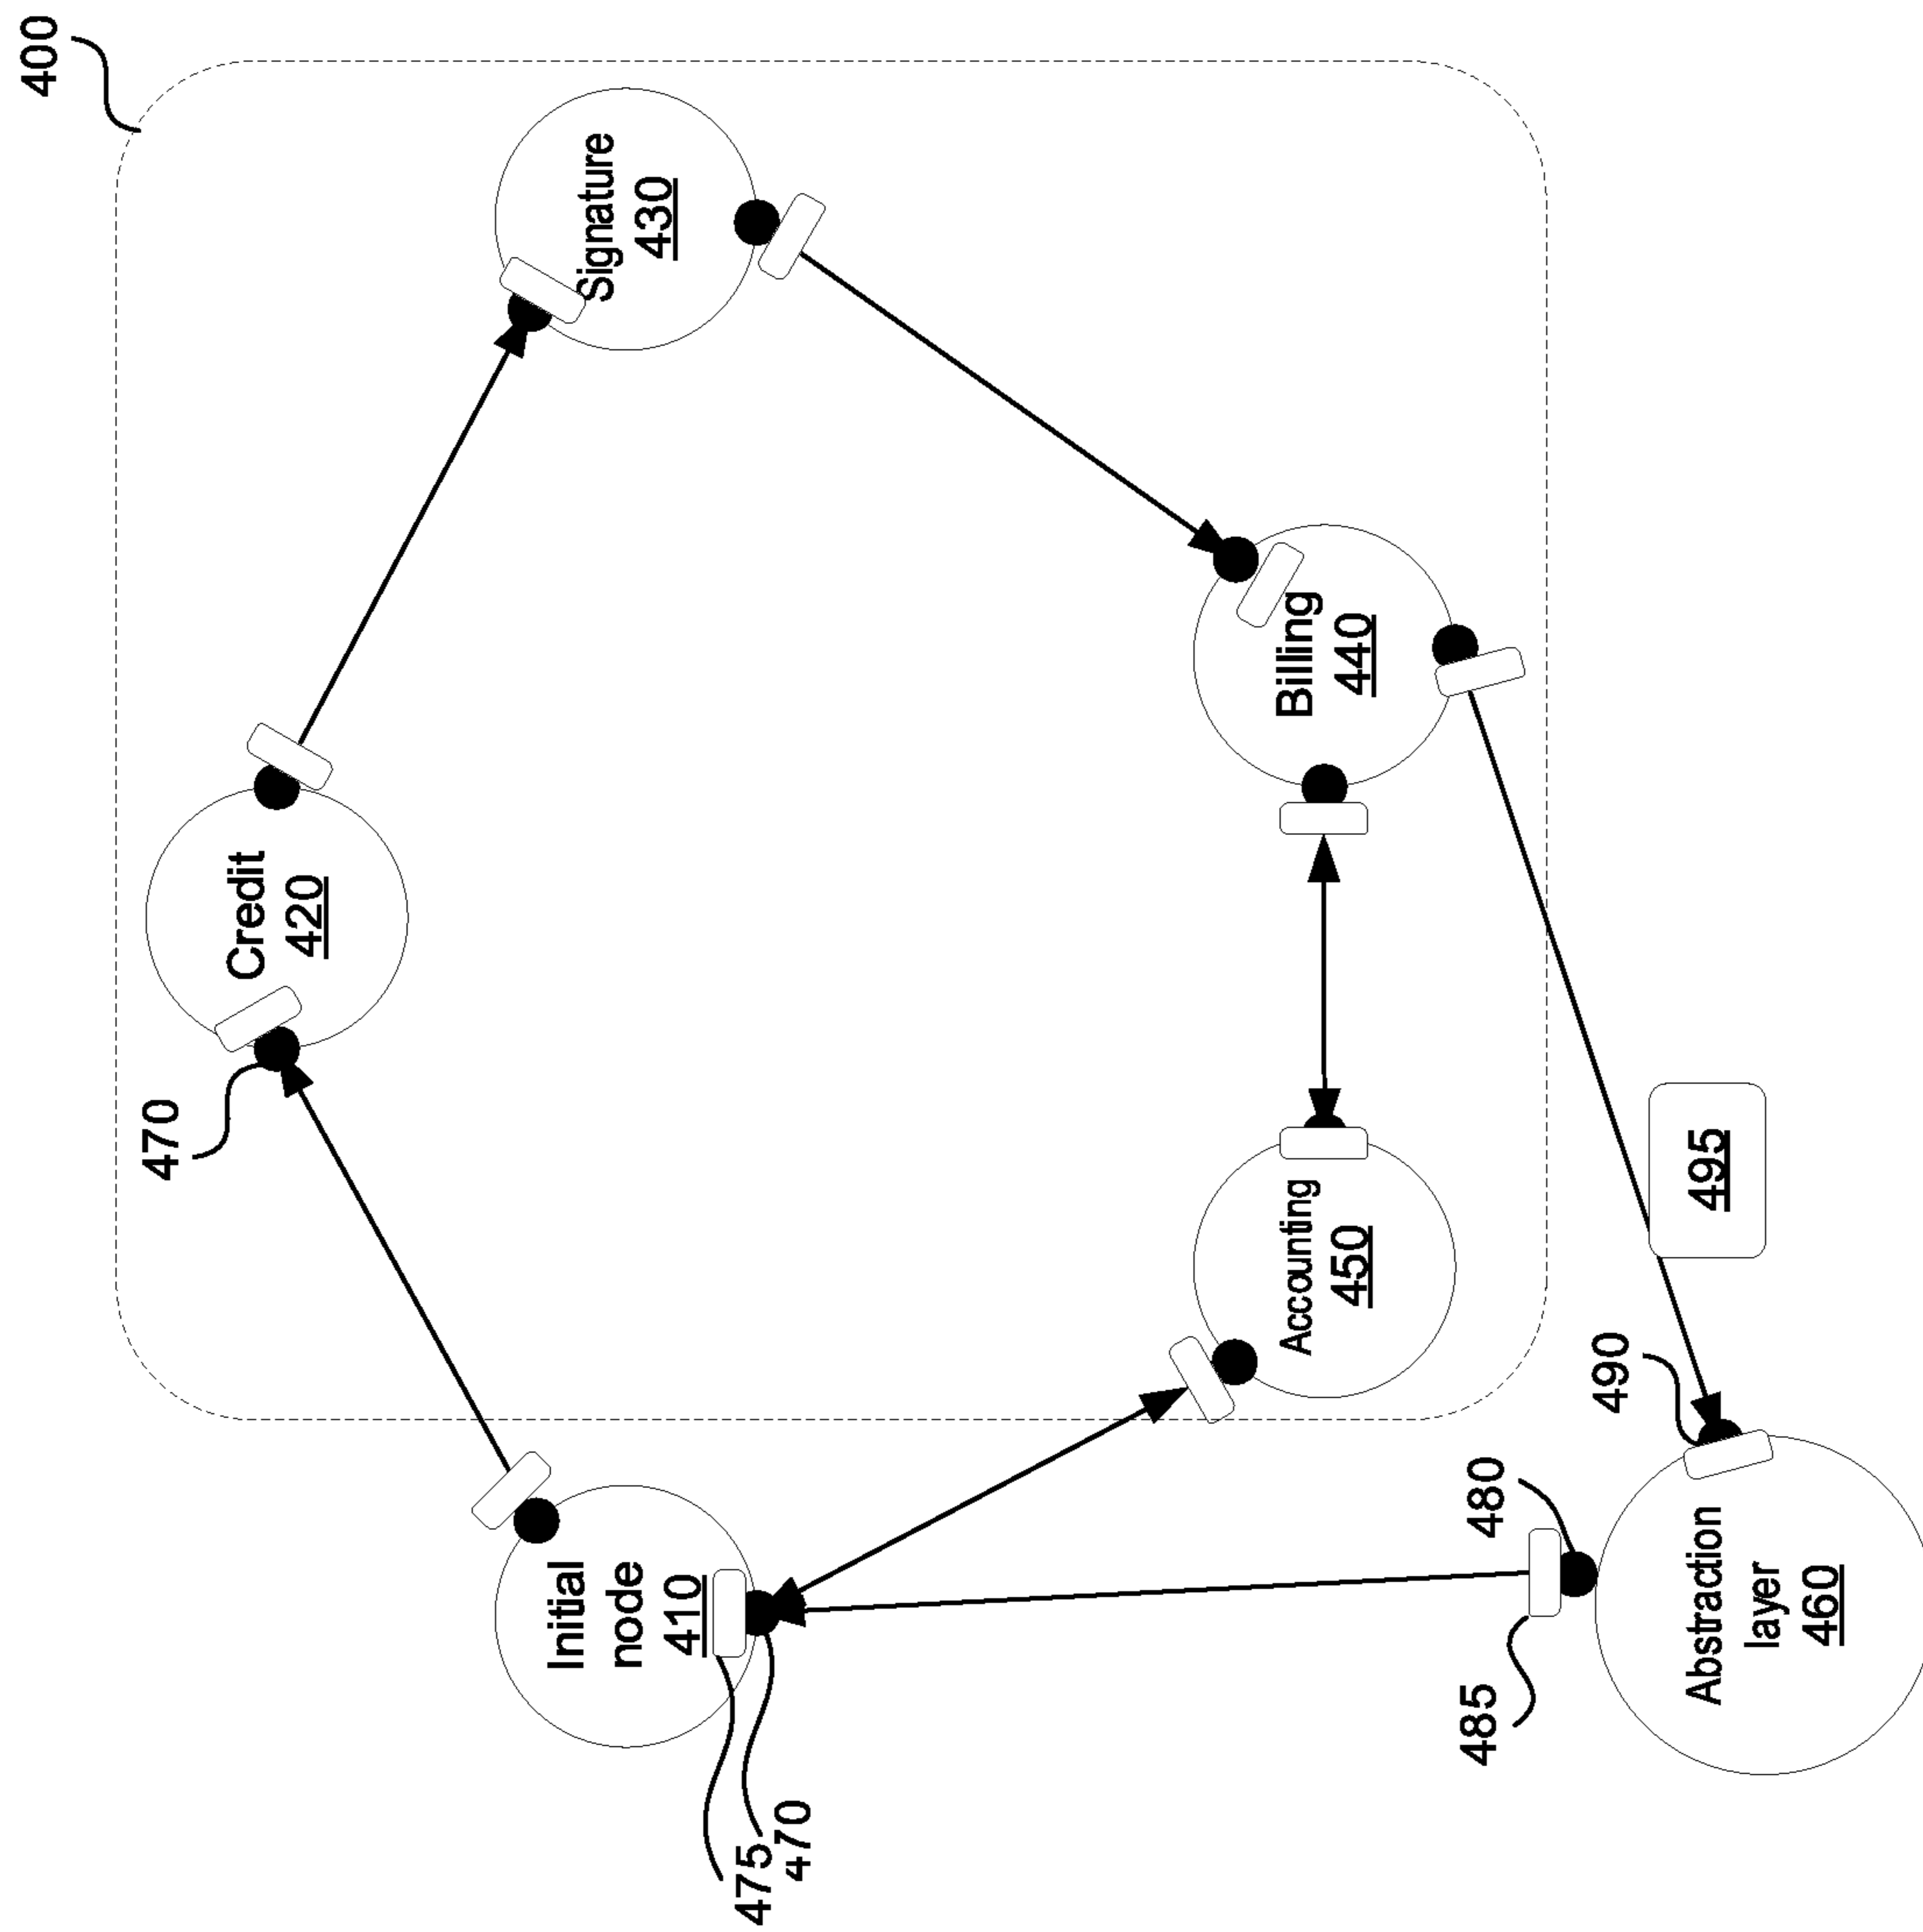 400
470
Credit
420
Initial
node
410
Signature
430
475
470
Accounting
450
Billing
440
485
480
490
Abstraction
layer
460
495